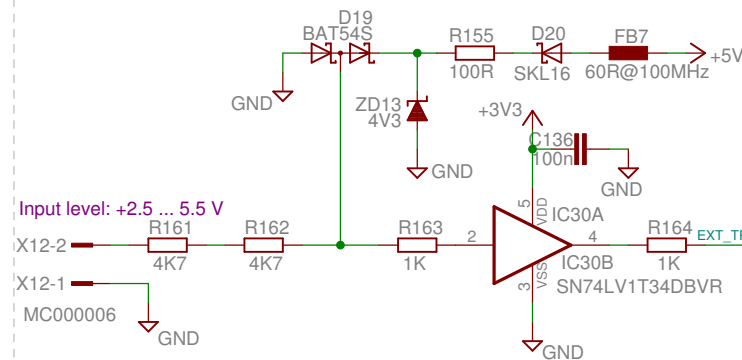 D19
BAT54S
R155
100R
D20
SKL16
FB7
60R@100MHz
+5V
GND
ZD13
4V3
GND
+3V3
C136
100n
GND
Input level: +2.5 ... 5.5 V
X12-2
R161
4K7
R162
4K7
R163
1K
2
5
VDD
IC30A
4
R164
1K
EXT_TR
X12-1
MC000006
GND
IC30B
VSS
3
SN74LV1T34DBVR
GND